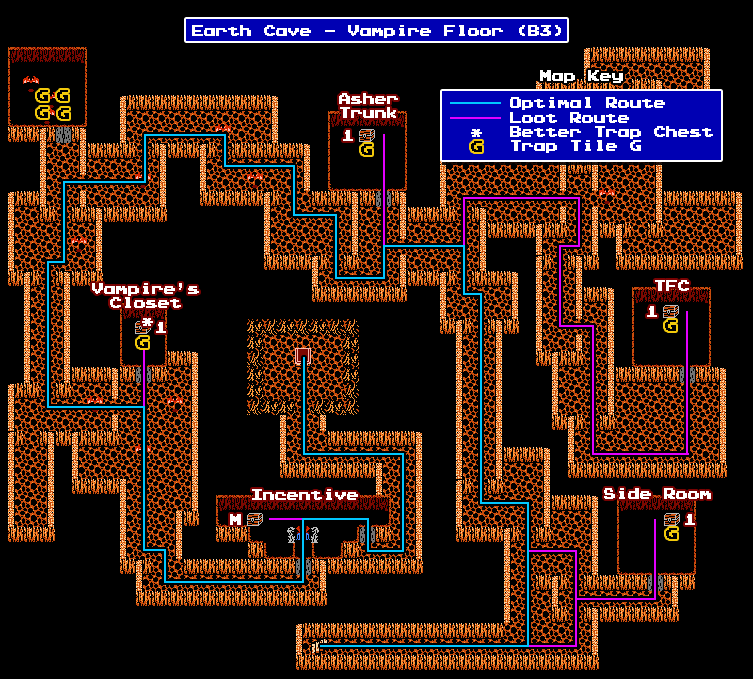 Earth Cave - Vampire Floor (B3)
Map Key
Optimal Route
Loot Route
* Better Trap Chest
G Trap Tile G
G G
G G
Asher
Trunk
1
G
Vampire's
Closet
* 1
G
TFC
1
G
Incentive
M
Side Room
1
G